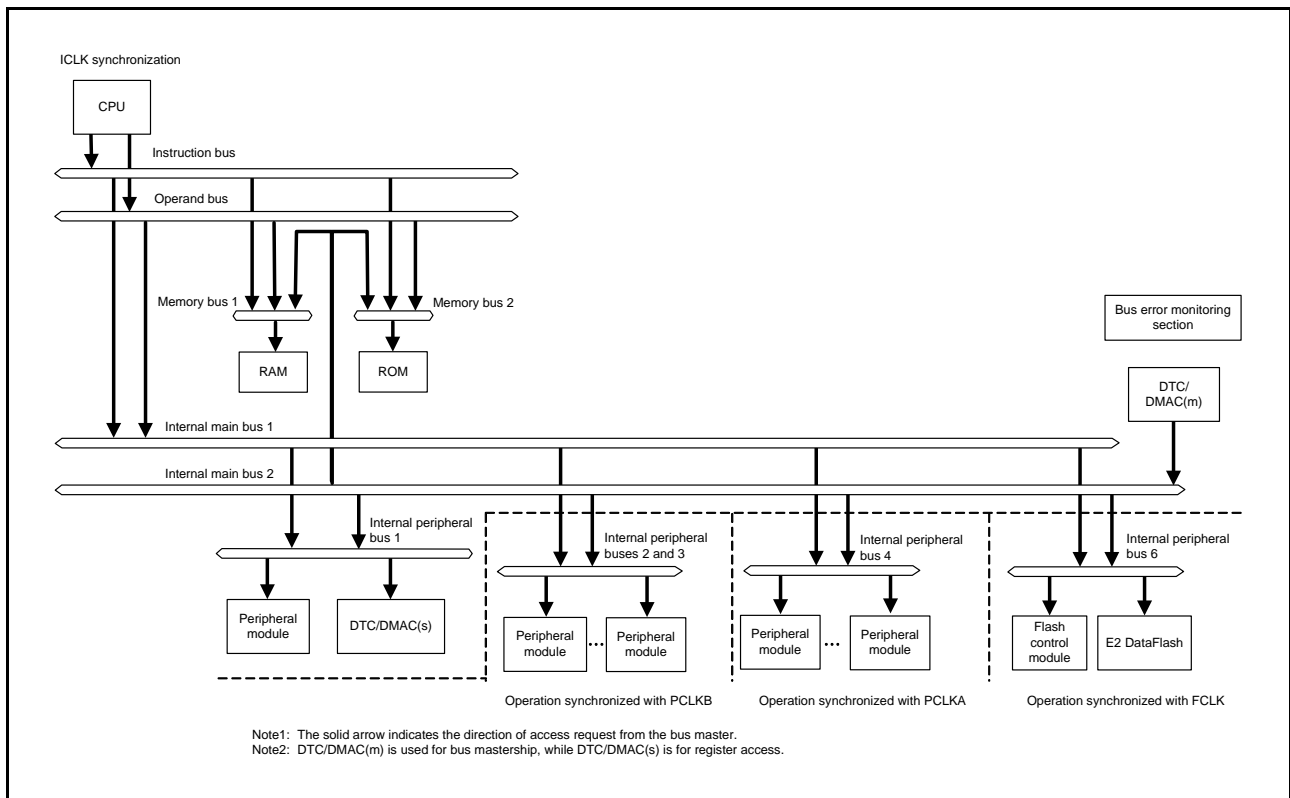 ICLK synchronization
CPU
Instruction bus
Operand bus
Memory bus 1
Memory bus 2
Bus error monitoring
section
RAM
ROM
DTC/
DMAC(m)
Internal main bus 1
Internal main bus 2
Internal peripheral
bus 1
Internal peripheral
buses 2 and 3
Internal peripheral
bus 4
Internal peripheral
bus 6
Peripheral
module
DTC/DMAC(s)
Peripheral
module
...
Peripheral
module
Peripheral
module
...
Peripheral
module
Flash
control
module
E2 DataFlash
Operation synchronized with PCLKB
Operation synchronized with PCLKA
Operation synchronized with FCLK
Note1: The solid arrow indicates the direction of access request from the bus master.
Note2: DTC/DMAC(m) is used for bus mastership, while DTC/DMAC(s) is for register access.